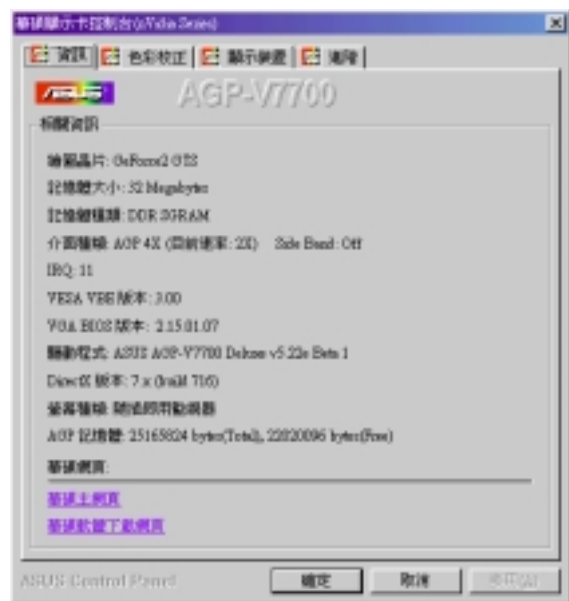 華碩顯示卡控制台(nVidia Series)
資訊 色彩校正 顯示裝置 進階
ASUS AGP-V7700
相關資訊
繪圖晶片: GeForce2 GTS
記憶體大小: 32 Megabytes
記憶體種類: DDR SGRAM
介面種類: AGP 4X (目前速率: 2X) Side Band: Off
IRQ: 11
VESA VBE 版本: 3.00
VGA BIOS 版本: 2.15.01.07
驅動程式: ASUS AGP-V7700 Deluxe v5.22e Beta 1
DirectX 版本: 7.x (build 716)
螢幕種類: 隨插即用監視器
AGP 記憶體: 25165824 bytes(Total), 22020096 bytes(Free)
華碩網頁:
華碩主網頁
華碩軟體下載網頁
ASUS Control Panel 確定 取消 套用(A)